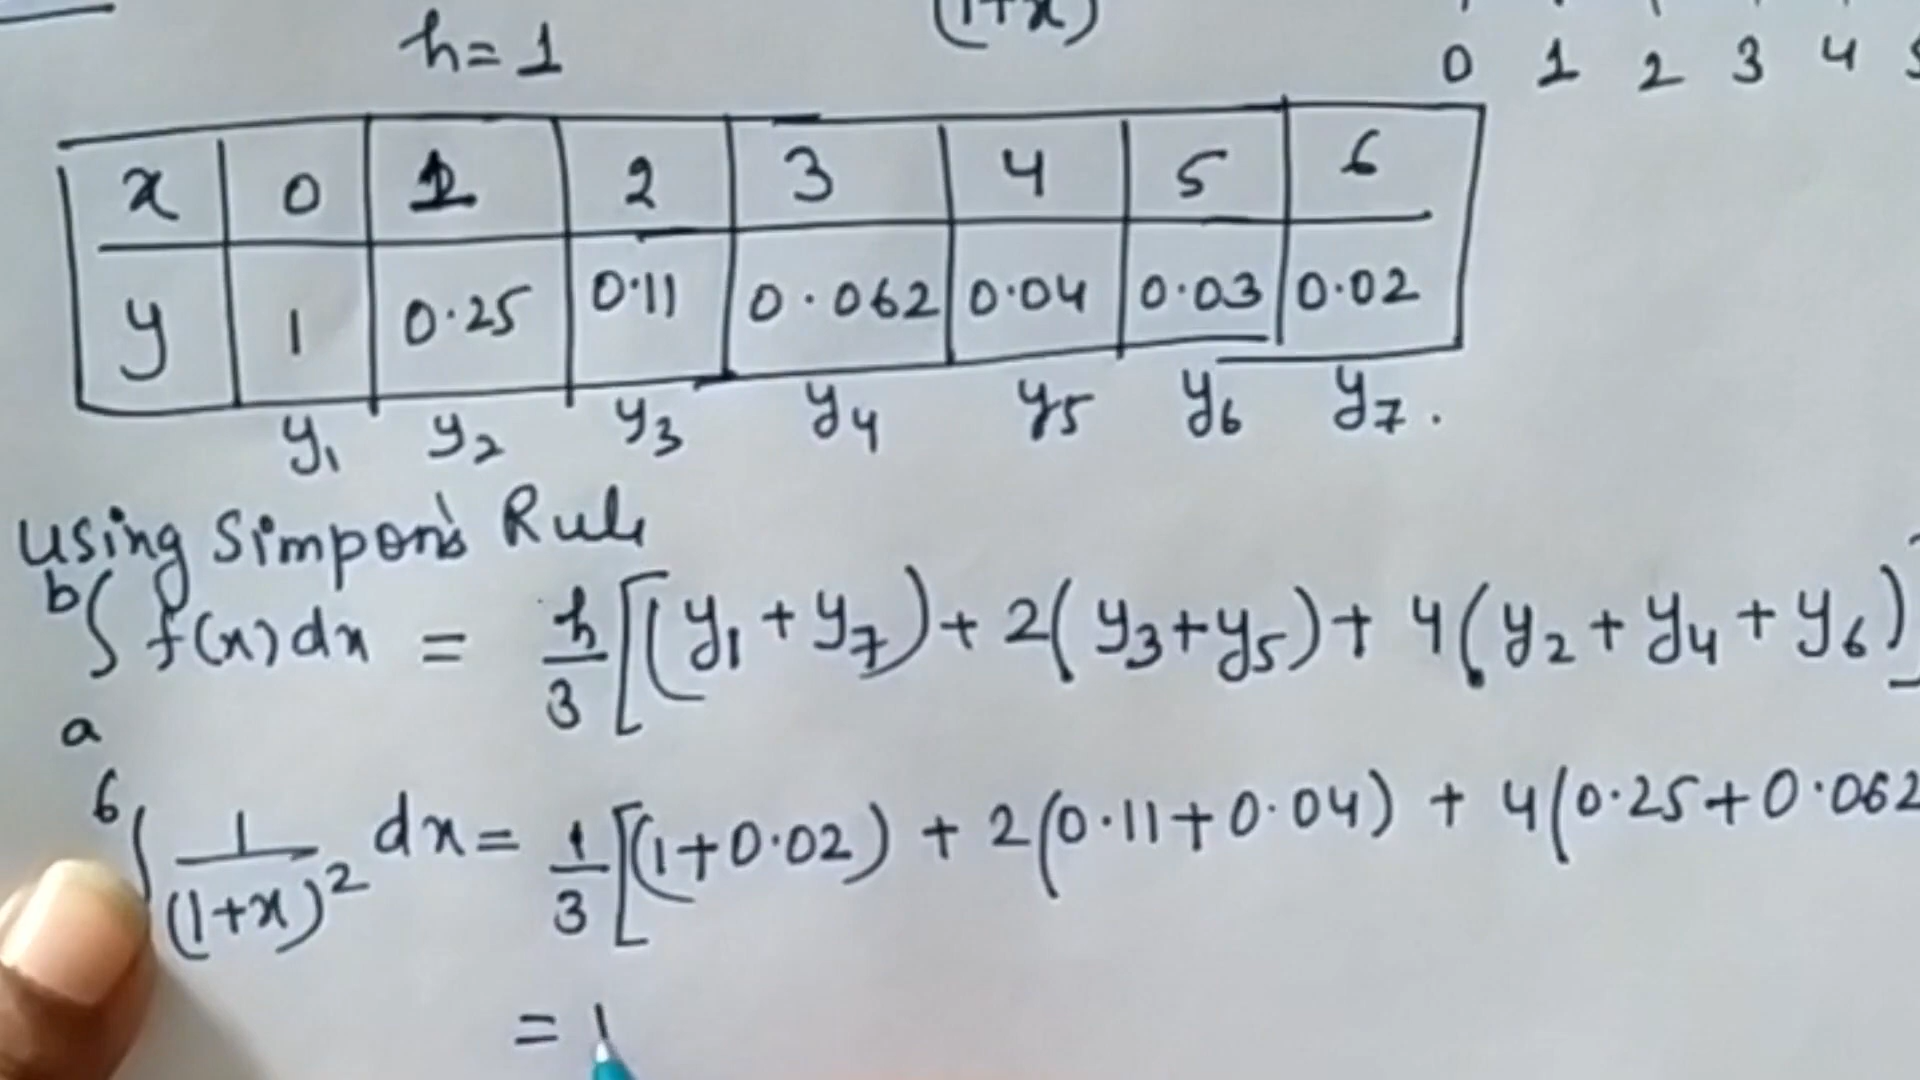 h = 1
(1+x)
0 1 2 3 4
x 0 1 2 3 4 5 6
y 1 0.25 0.11 0.062 0.04 0.03 0.02
y₁ y₂ y₃ y₄ y₅ y₆ y₇.
Using Simpon's Rule
b∫a f(x) dx = h/3 [(y₁ + y₇) + 2(y₃+y₅) + 4(y₂ + y₄ + y₆)]
6∫ 1/(1+x)² dx = 1/3 [(1+0.02) + 2(0.11+0.04) + 4(0.25+0.062
= 1